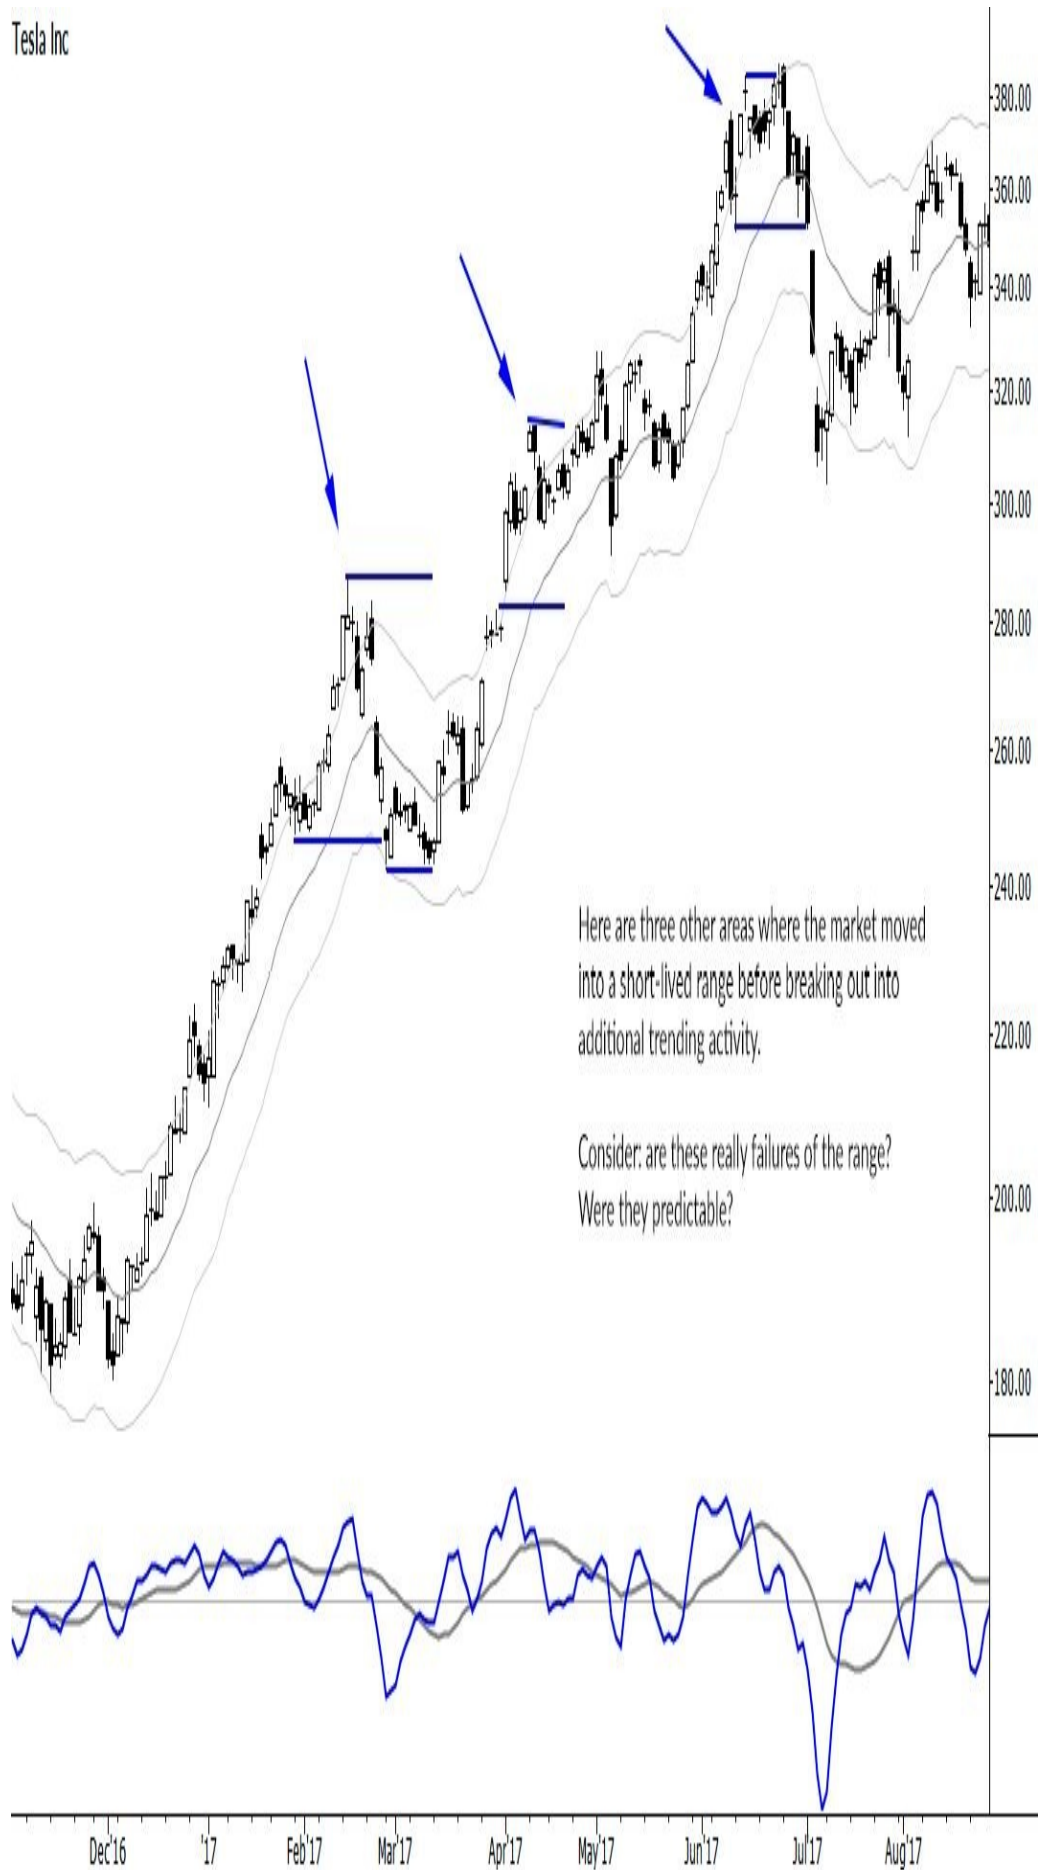 Tesla Inc
380.00
360.00
340.00
320.00
300.00
280.00
260.00
240.00
Here are three other areas where the market moved
into a short-lived range before breaking out into
additional trending activity.
220.00
Consider: are these really failures of the range?
200.00
Were they predictable?
180.00
Dec'16 '17 Feb'17 Mar'17 Apr'17 May'17 Jun'17 Jul'17 Aug'17